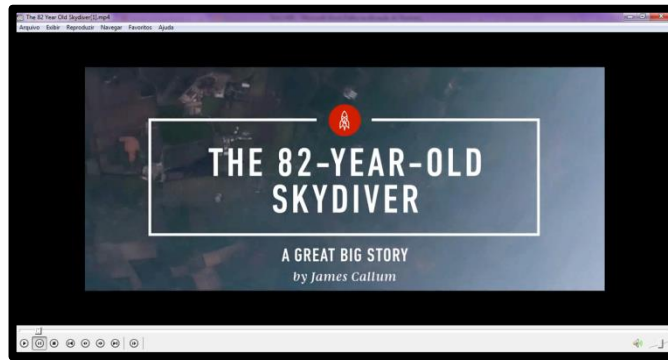 The 82 Year Old Skydiver[1].mp4
Arquivo Exibir Reproduzir Navegar Favoritos Ajuda
THE 82-YEAR-OLD
SKYDIVER
A GREAT BIG STORY
by James Callum